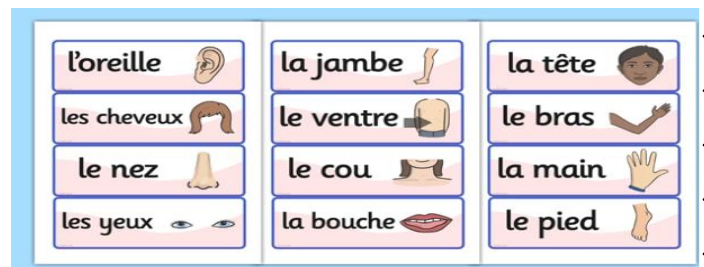 l'oreille
les cheveux
le nez
les yeux
la jambe
le ventre
le cou
la bouche
la tête
le bras
la main
le pied